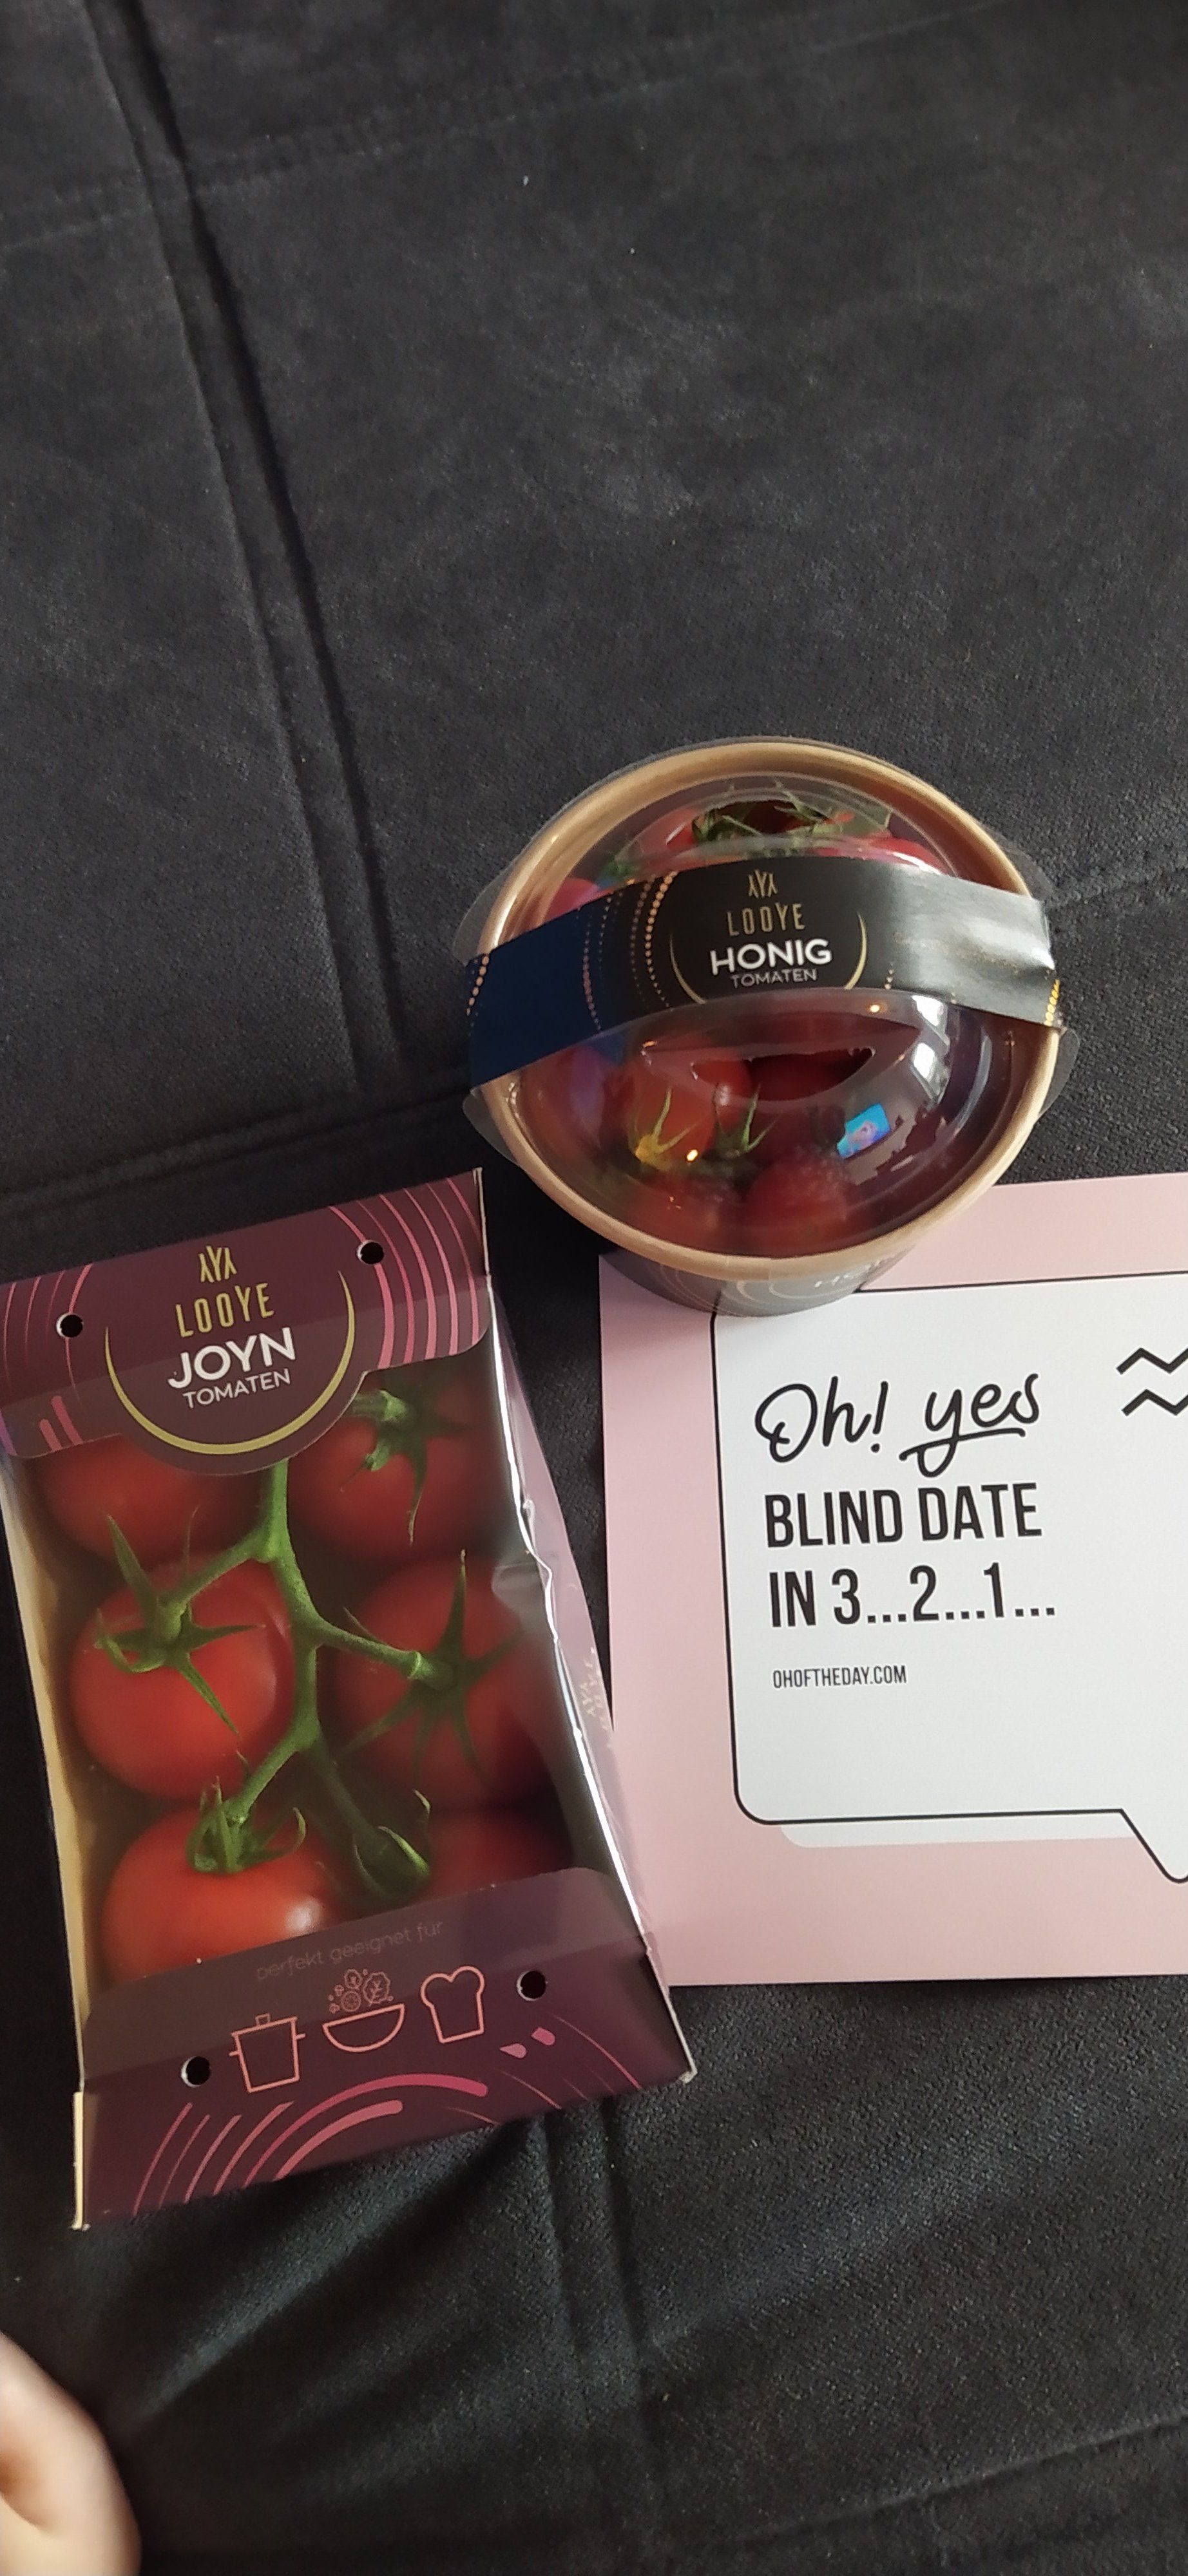 LOOYE
HONIG
TOMATEN
LOOYE
JOYN
TOMATEN
perfekt geeignet für
Oh! yes
BLIND DATE
IN 3...2...1...
OHOFTHEDAY.COM